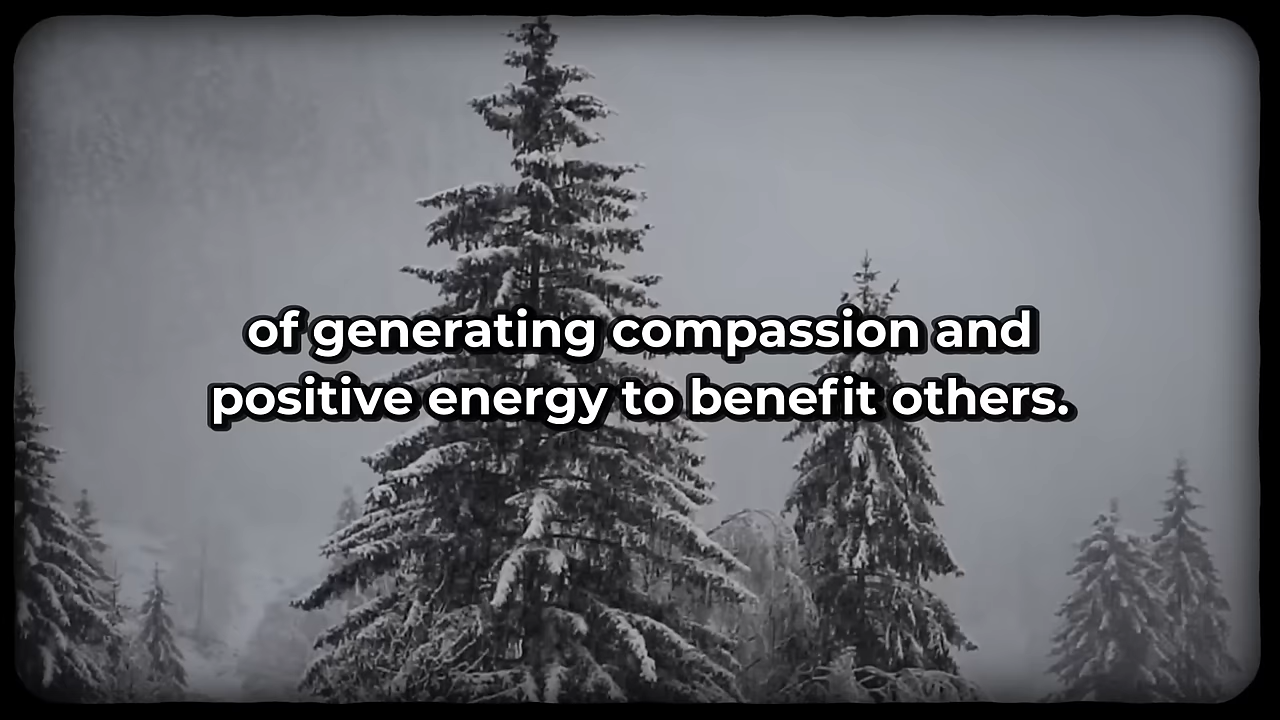 of generating compassion and
positive energy to benefit others.